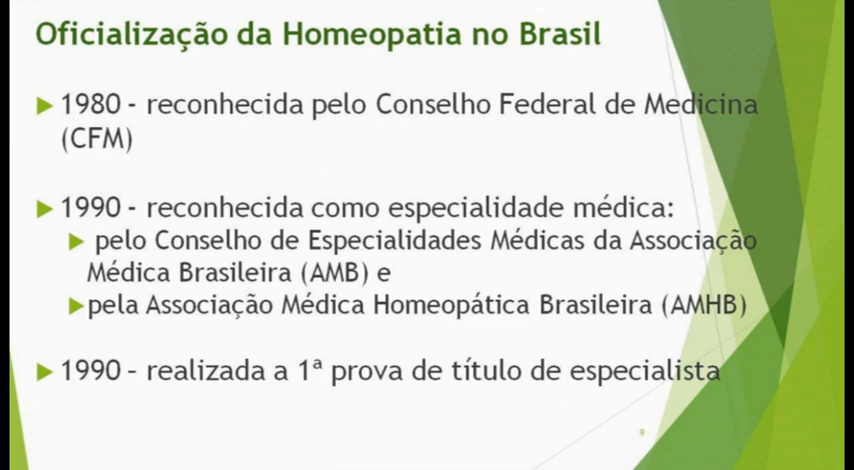 Oficialização da Homeopatia no Brasil
1980 - reconhecida pelo Conselho Federal de Medicina
(CFM)
1990 - reconhecida como especialidade médica:
pelo Conselho de Especialidades Médicas da Associação
Médica Brasileira (AMB) e
pela Associação Médica Homeopática Brasileira (AMHB)
1990 – realizada a 1ª prova de título de especialista